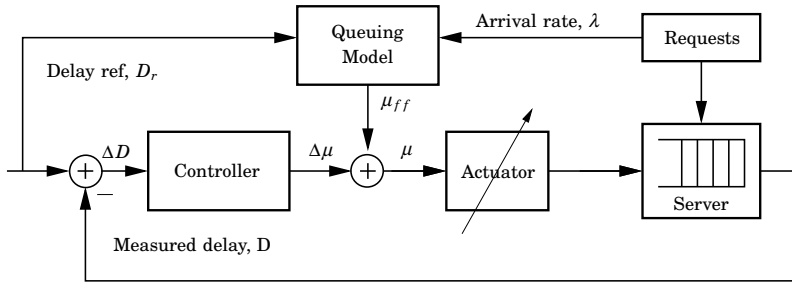 Queuing
Model
Arrival rate, λ
Requests
Delay ref, D_r
μ_ff
ΔD
Controller
Δμ
μ
Actuator
Server
+
+
−
Measured delay, D